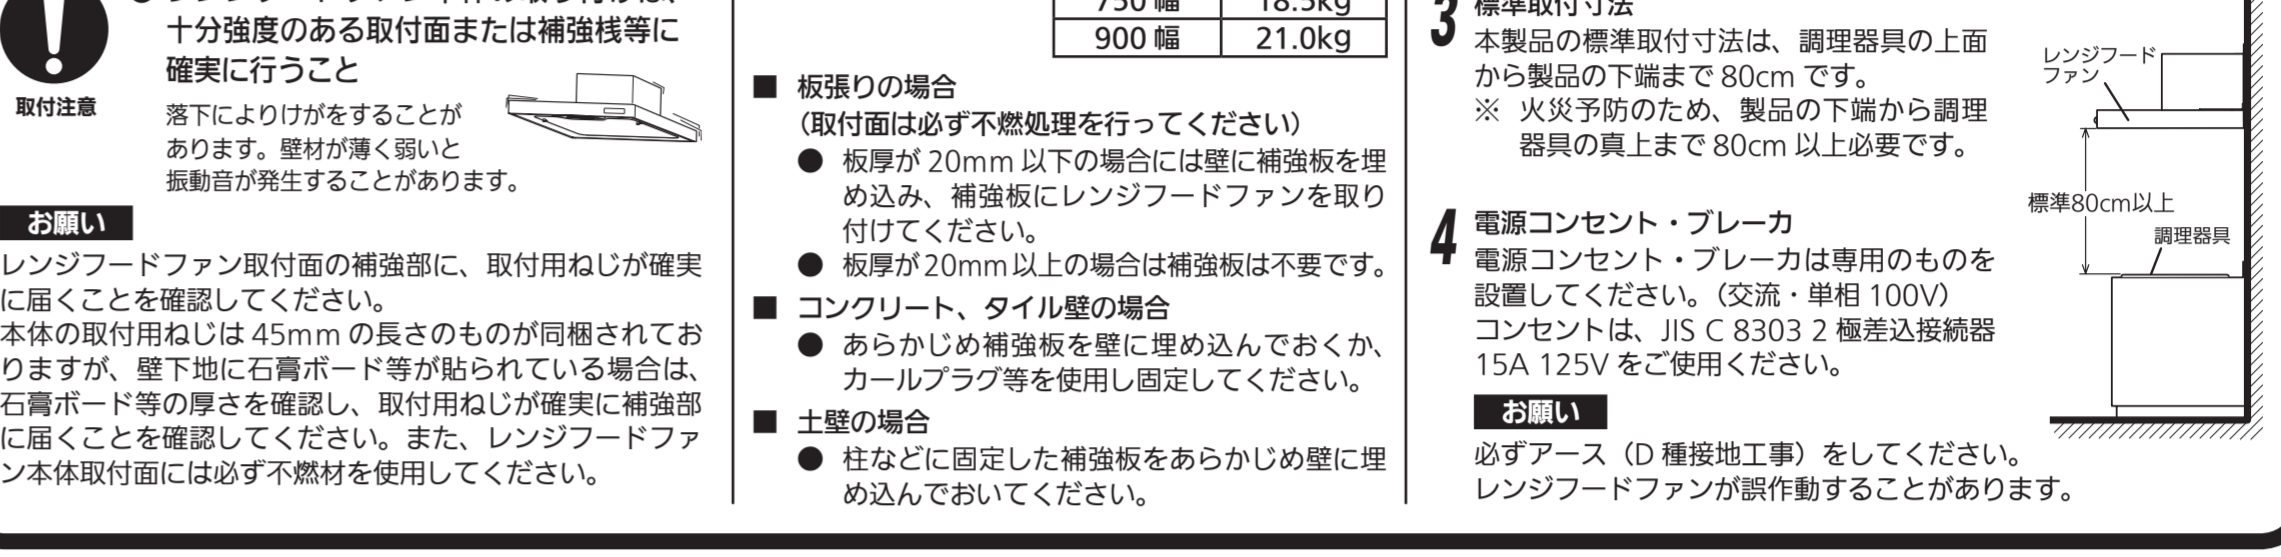 十分強度のある取付面または補強桟等に
確実に行うこと
取付注意
落下によりけがをすることが
あります。壁材が薄く弱いと
振動音が発生することがあります。
お願い
レンジフードファン取付面の補強部に、取付用ねじが確実
に届くことを確認してください。
本体の取付用ねじは 45mm の長さのものが同梱されてお
りますが、壁下地に石膏ボード等が貼られている場合は、
石膏ボード等の厚さを確認し、取付用ねじが確実に補強部
に届くことを確認してください。また、レンジフードファ
ン本体取付面には必ず不燃材を使用してください。
750 幅 18.5kg
900 幅 21.0kg
■ 板張りの場合
（取付面は必ず不燃処理を行ってください）
● 板厚が 20mm 以下の場合には壁に補強板を埋
め込み、補強板にレンジフードファンを取り
付けてください。
● 板厚が 20mm 以上の場合は補強板は不要です。
■ コンクリート、タイル壁の場合
● あらかじめ補強板を壁に埋め込んでおくか、
カールプラグ等を使用し固定してください。
■ 土壁の場合
● 柱などに固定した補強板をあらかじめ壁に埋
め込んでおいてください。
3 標準取付寸法
本製品の標準取付寸法は、調理器具の上面
から製品の下端まで 80cm です。
※ 火災予防のため、製品の下端から調理
器具の真上まで 80cm 以上必要です。
4 電源コンセント・ブレーカ
電源コンセント・ブレーカは専用のものを
設置してください。（交流・単相 100V）
コンセントは、JIS C 8303 2 極差込接続器
15A 125V をご使用ください。
お願い
必ずアース（D 種接地工事）をしてください。
レンジフードファンが誤作動することがあります。
レンジフード
ファン
標準80cm以上
調理器具